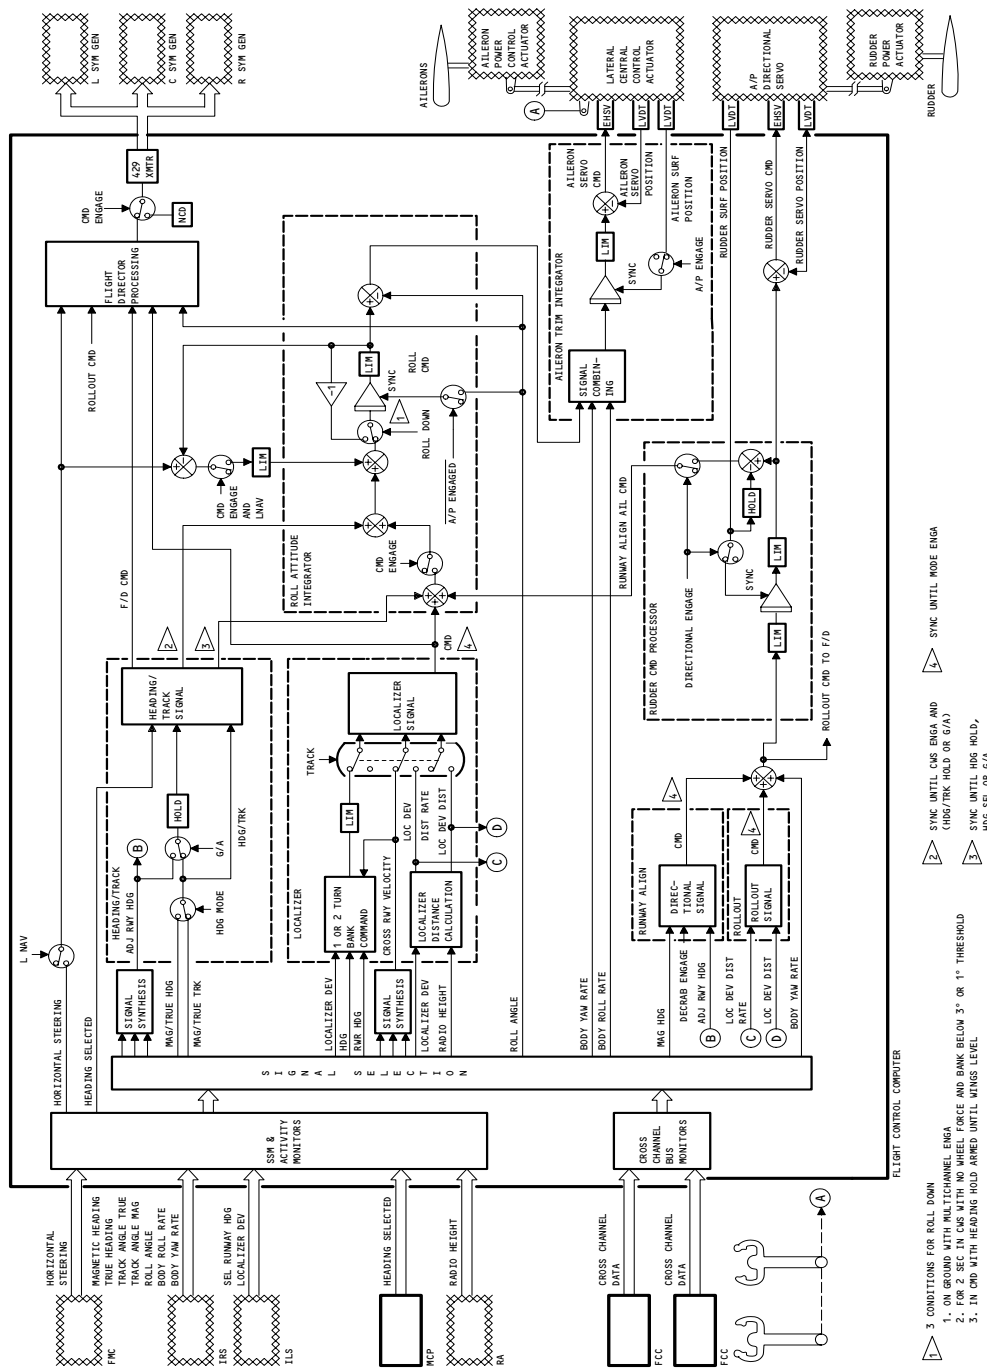 HORIZONTAL
STEERING
FMC
MAGNETIC HEADING
TRUE HEADING
TRACK ANGLE TRUE
TRACK ANGLE MAG
ROLL ANGLE
BODY ROLL RATE
BODY YAW RATE
IRS
SEL RUNWAY HDG
LOCALIZER DEV
ILS
HEADING SELECTED
MCP
RADIO HEIGHT
RA
CROSS CHANNEL
DATA
FCC
CROSS CHANNEL
DATA
FCC
A
SSM &
ACTIVITY
MONITORS
CROSS
CHANNEL
BUS
MONITORS
SIGNAL SELECTION
HORIZONTAL STEERING
HEADING SELECTED
L NAV
SIGNAL
SYNTHESIS
MAG/TRUE HDG
MAG/TRUE TRK
LOCALIZER DEV
HDG
RWR HDG
SIGNAL
SYNTHESIS
LOCALIZER DEV
RADIO HEIGHT
ROLL ANGLE
BODY YAW RATE
BODY ROLL RATE
MAG HDG
DECRAB ENGAGE
ADJ RWY HDG
B
LOC DEV DIST
RATE
C
LOC DEV DIST
D
BODY YAW RATE
HEADING/TRACK
ADJ RWY HDG
B
HDG MODE
G/A
HOLD
HDG/TRK
HEADING/
TRACK
SIGNAL
2
3
LOCALIZER
1 OR 2 TURN
BANK
COMMAND
LIM
TRACK
CROSS RWY VELOCITY
LOCALIZER
DISTANCE
CALCULATION
LOC DEV
DIST RATE
LOC DEV DIST
C
D
LOCALIZER
SIGNAL
CMD
4
RUNWAY ALIGN
DIREC-
TIONAL
SIGNAL
CMD
4
ROLLOUT
ROLLOUT
SIGNAL
CMD
4
ROLLOUT CMD TO F/D
F/D CMD
ROLLOUT CMD
FLIGHT
DIRECTOR
PROCESSING
CMD
ENGAGE
NCD
429
XMTR
L SYM GEN
C SYM GEN
R SYM GEN
CMD
ENGAGE
AND
LNAV
LIM
ROLL ATTITUDE
INTEGRATOR
CMD
ENGAGE
-1
LIM
SYNC
ROLL
CMD
1
ROLL DOWN
A/P ENGAGED
RUNWAY ALIGN AIL CMD
RUDDER CMD PROCESSOR
DIRECTIONAL ENGAGE
SYNC
HOLD
LIM
LIM
AILERON TRIM INTEGRATOR
SIGNAL
COMBIN-
ING
SYNC
LIM
A/P ENGAGE
AILERON
SERVO
CMD
AILERON
SERVO
POSITION
AILERON SURF
POSITION
RUDDER SURF POSITION
RUDDER SERVO CMD
RUDDER SERVO POSITION
EHSV
LVDT
LVDT
LVDT
EHSV
LVDT
AILERONS
AILERON
POWER
CONTROL
ACTUATOR
A
LATERAL
CENTRAL
CONTROL
ACTUATOR
A/P
DIRECTIONAL
SERVO
RUDDER
POWER
ACTUATOR
RUDDER
FLIGHT CONTROL COMPUTER
1 3 CONDITIONS FOR ROLL DOWN
1. ON GROUND WITH MULTICHANNEL ENGA
2. FOR 2 SEC IN CWS WITH NO WHEEL FORCE AND BANK BELOW 3° OR 1° THRESHOLD
3. IN CMD WITH HEADING HOLD ARMED UNTIL WINGS LEVEL
2 SYNC UNTIL CWS ENGA AND
(HDG/TRK HOLD OR G/A)
3 SYNC UNTIL HDG HOLD,
HDG SEL OR G/A
4 SYNC UNTIL MODE ENGA